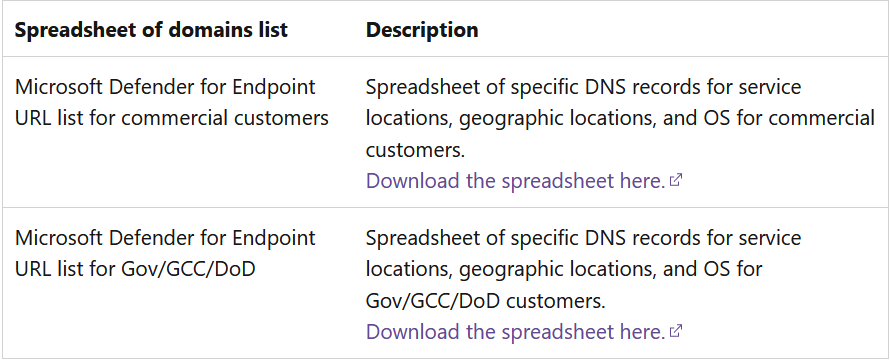 Spreadsheet of domains list
Description
Microsoft Defender for Endpoint
URL list for commercial customers
Spreadsheet of specific DNS records for service
locations, geographic locations, and OS for commercial
customers.
Download the spreadsheet here.
Microsoft Defender for Endpoint
URL list for Gov/GCC/DoD
Spreadsheet of specific DNS records for service
locations, geographic locations, and OS for
Gov/GCC/DoD customers.
Download the spreadsheet here.